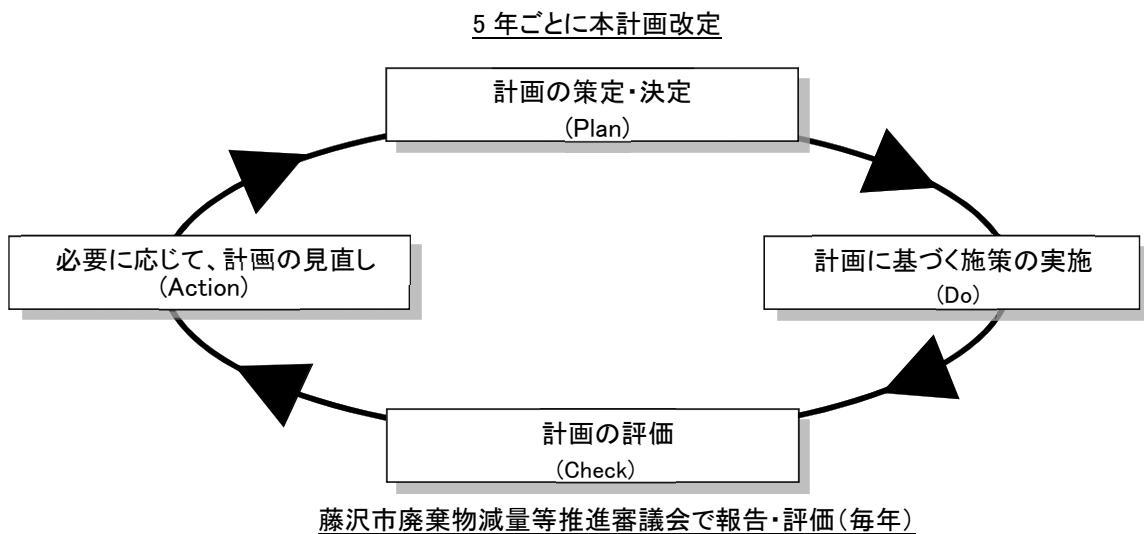 5 年ごとに本計画改定
計画の策定・決定
(Plan)
必要に応じて、計画の見直し
(Action)
計画に基づく施策の実施
(Do)
計画の評価
(Check)
藤沢市廃棄物減量等推進審議会で報告・評価（毎年）